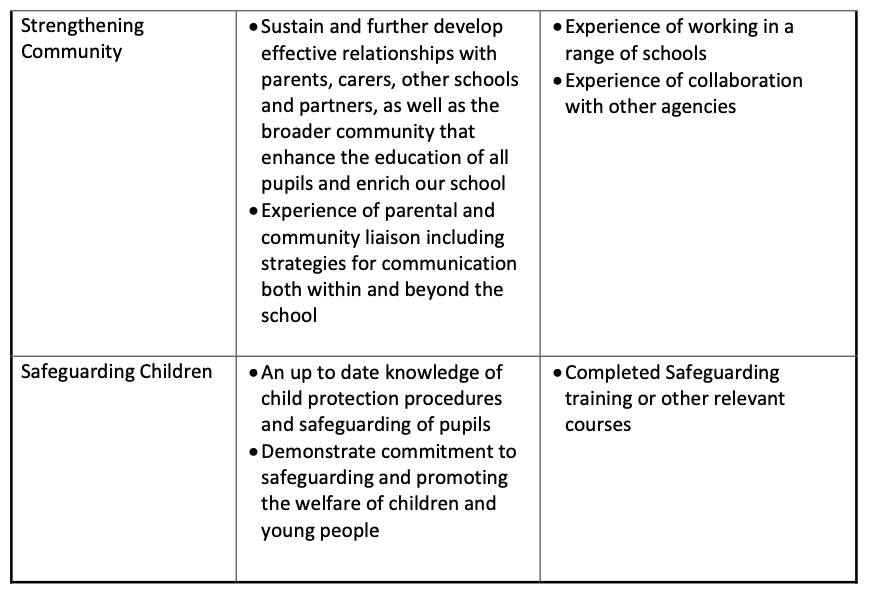 Strengthening
Community
• Sustain and further develop
effective relationships with
parents, carers, other schools
and partners, as well as the
broader community that
enhance the education of all
pupils and enrich our school
• Experience of parental and
community liaison including
strategies for communication
both within and beyond the
school
• Experience of working in a
range of schools
• Experience of collaboration
with other agencies
Safeguarding Children
• An up to date knowledge of
child protection procedures
and safeguarding of pupils
• Demonstrate commitment to
safeguarding and promoting
the welfare of children and
young people
• Completed Safeguarding
training or other relevant
courses